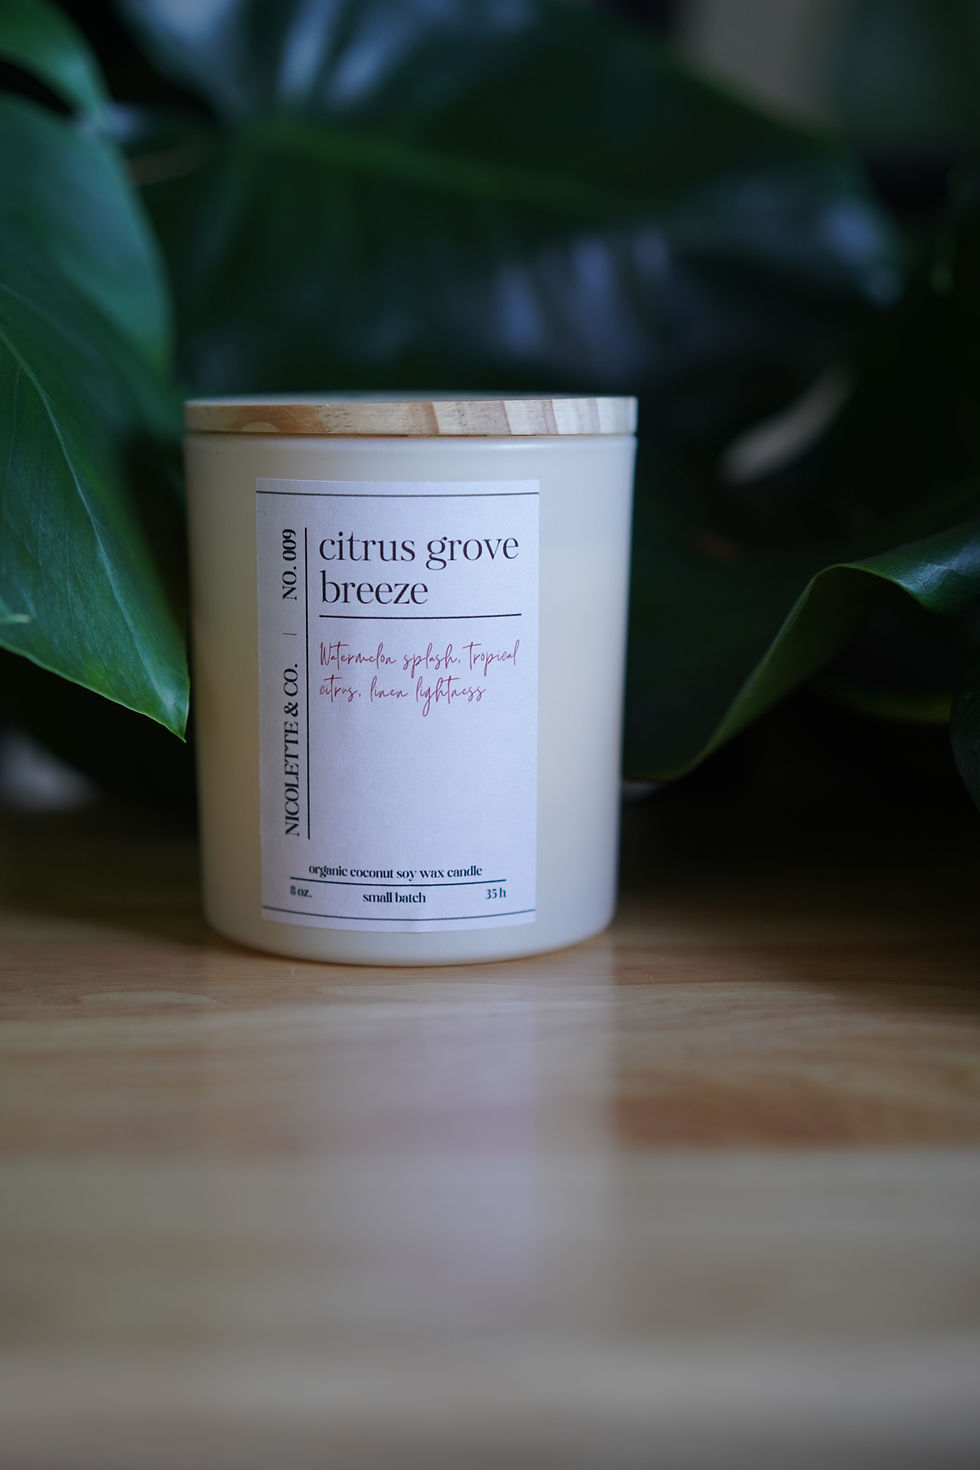 citrus grove
breeze
Watermelon splash, tropical
citrus, linen lightness
NICOLETTE & CO. | NO. 009
organic coconut soy wax candle
8 oz. small batch 35 h